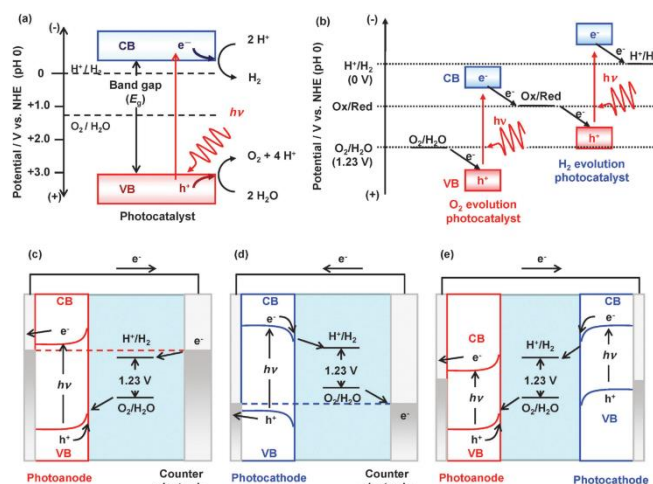 (a)
Potential / V vs. NHE (pH 0)
(-)
0
+1.0
+2.0
+3.0
(+)
H⁺/H₂
O₂ / H₂O
CB
e⁻
2 H⁺
H₂
Band gap
(Eg)
hν
O₂ + 4 H⁺
VB
h⁺
2 H₂O
Photocatalyst
(b)
Potential / V vs. NHE (pH 0)
(-)
H⁺/H₂
(0 V)
Ox/Red
O₂/H₂O
(1.23 V)
(+)
CB
e⁻
e⁻
Ox/Red
hν
O₂/H₂O
e⁻
VB
h⁺
O₂ evolution
photocatalyst
e⁻
e⁻
H⁺/H
hν
e⁻
h⁺
H₂ evolution
photocatalyst
(c)
e⁻
CB
e⁻
H⁺/H₂
e⁻
hν
1.23 V
O₂/H₂O
h⁺
VB
Photoanode
Counter
(d)
e⁻
CB
e⁻
H⁺/H₂
hν
1.23 V
O₂/H₂O
h⁺
e⁻
VB
Photocathode
Counter
(e)
e⁻
CB
CB
e⁻
e⁻
H⁺/H₂
hν
1.23 V
hν
O₂/H₂O
h⁺
h⁺
VB
VB
Photoanode
Photocathode